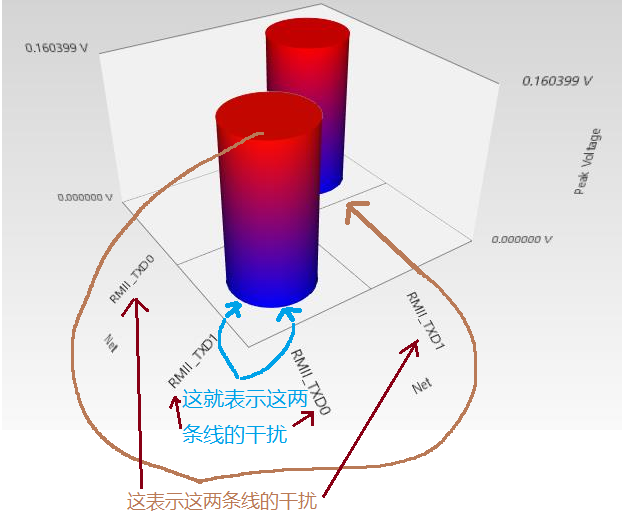 0.160399 V
0.160399 V
Peak Voltage
0.000000 V
0.000000 V
RMII_TXD0
Net
RMII_TXD1
RMII_TXD0
RMII_TXD1
Net
这就表示这两
条线的干扰
这表示这两条线的干扰